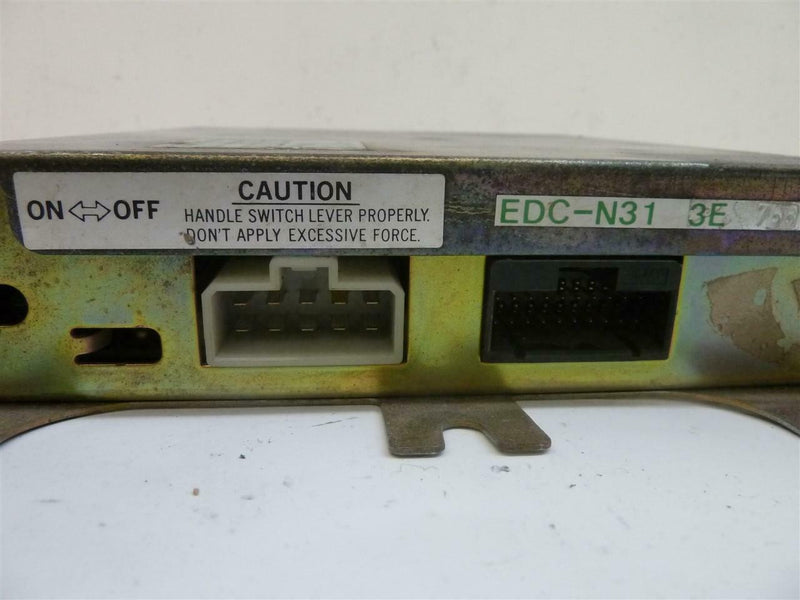 ON ⇔ OFF
CAUTION
HANDLE SWITCH LEVER PROPERLY.
DON'T APPLY EXCESSIVE FORCE.
EDC-N31 3E